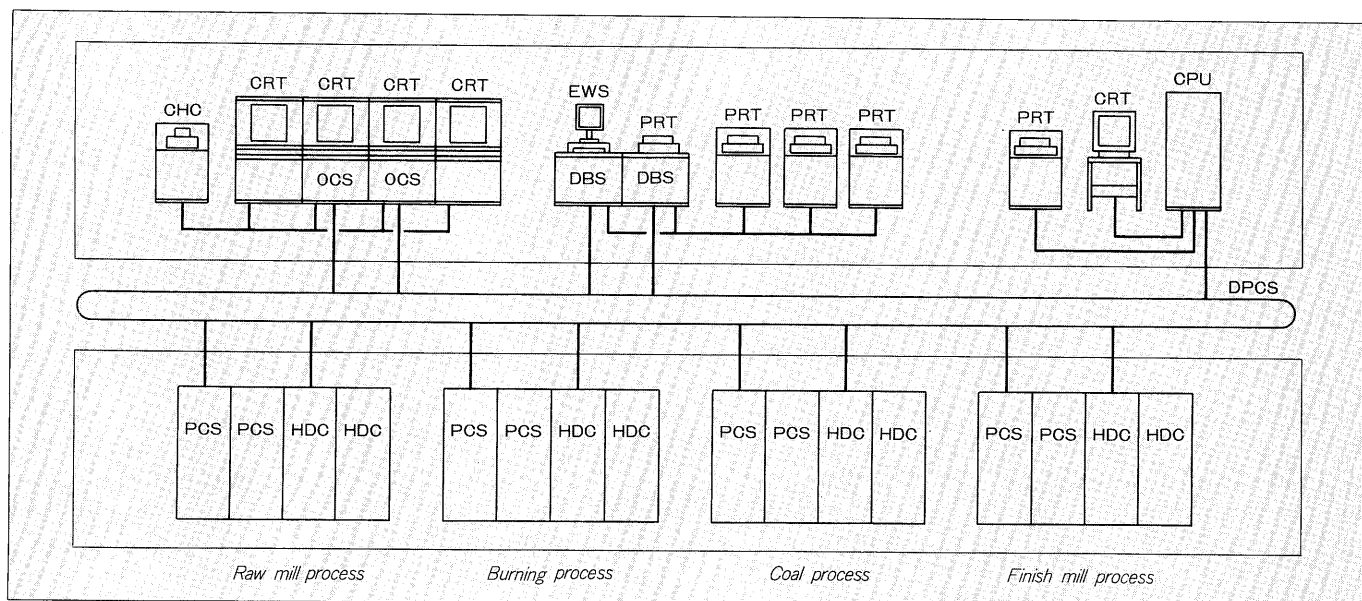 CHC CRT CRT CRT CRT EWS PRT PRT PRT PRT PRT CRT CPU
OCS OCS DBS DBS
DPCS
PCS PCS HDC HDC PCS PCS HDC HDC PCS PCS HDC HDC PCS PCS HDC HDC
Raw mill process Burning process Coal process Finish mill process